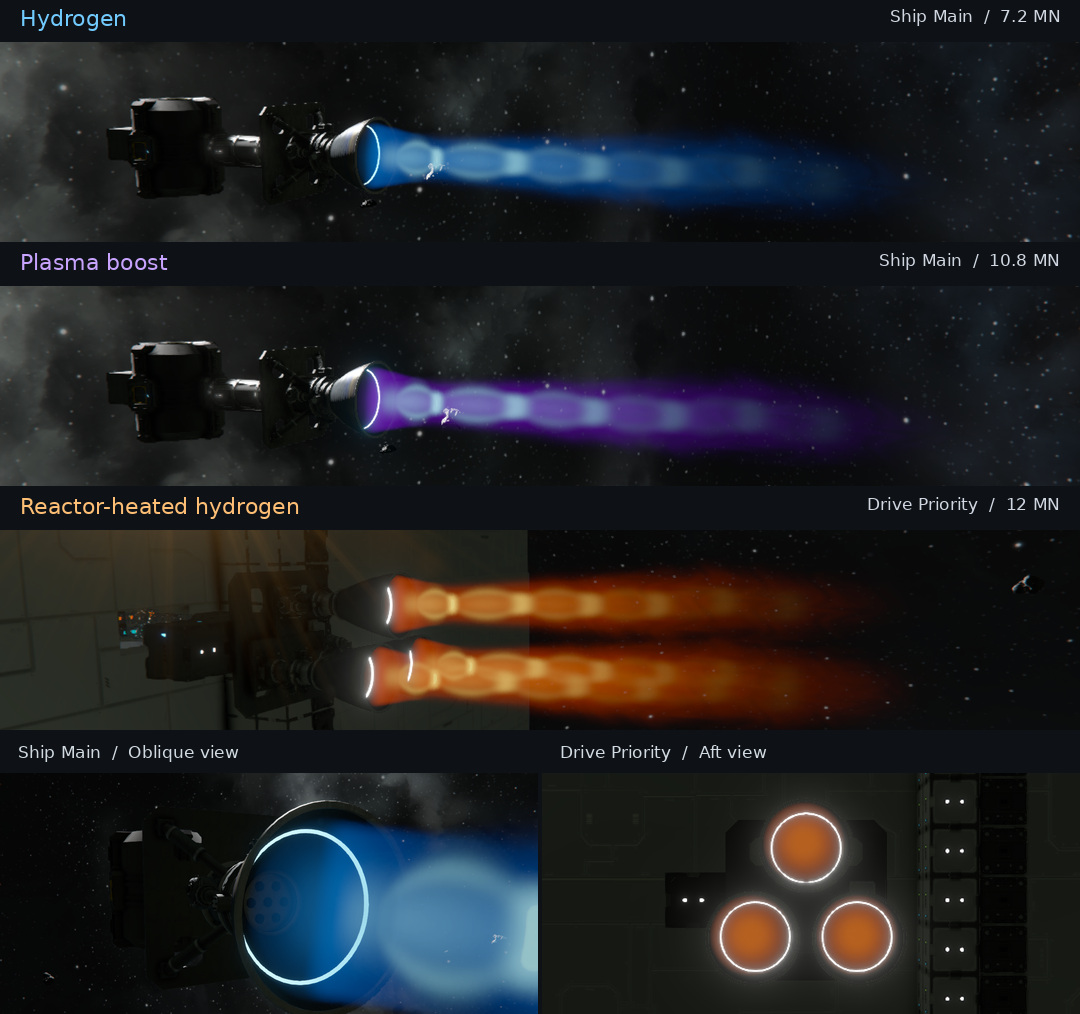 Hydrogen
Ship Main / 7.2 MN
Plasma boost
Ship Main / 10.8 MN
Reactor-heated hydrogen
Drive Priority / 12 MN
Ship Main / Oblique view
Drive Priority / Aft view